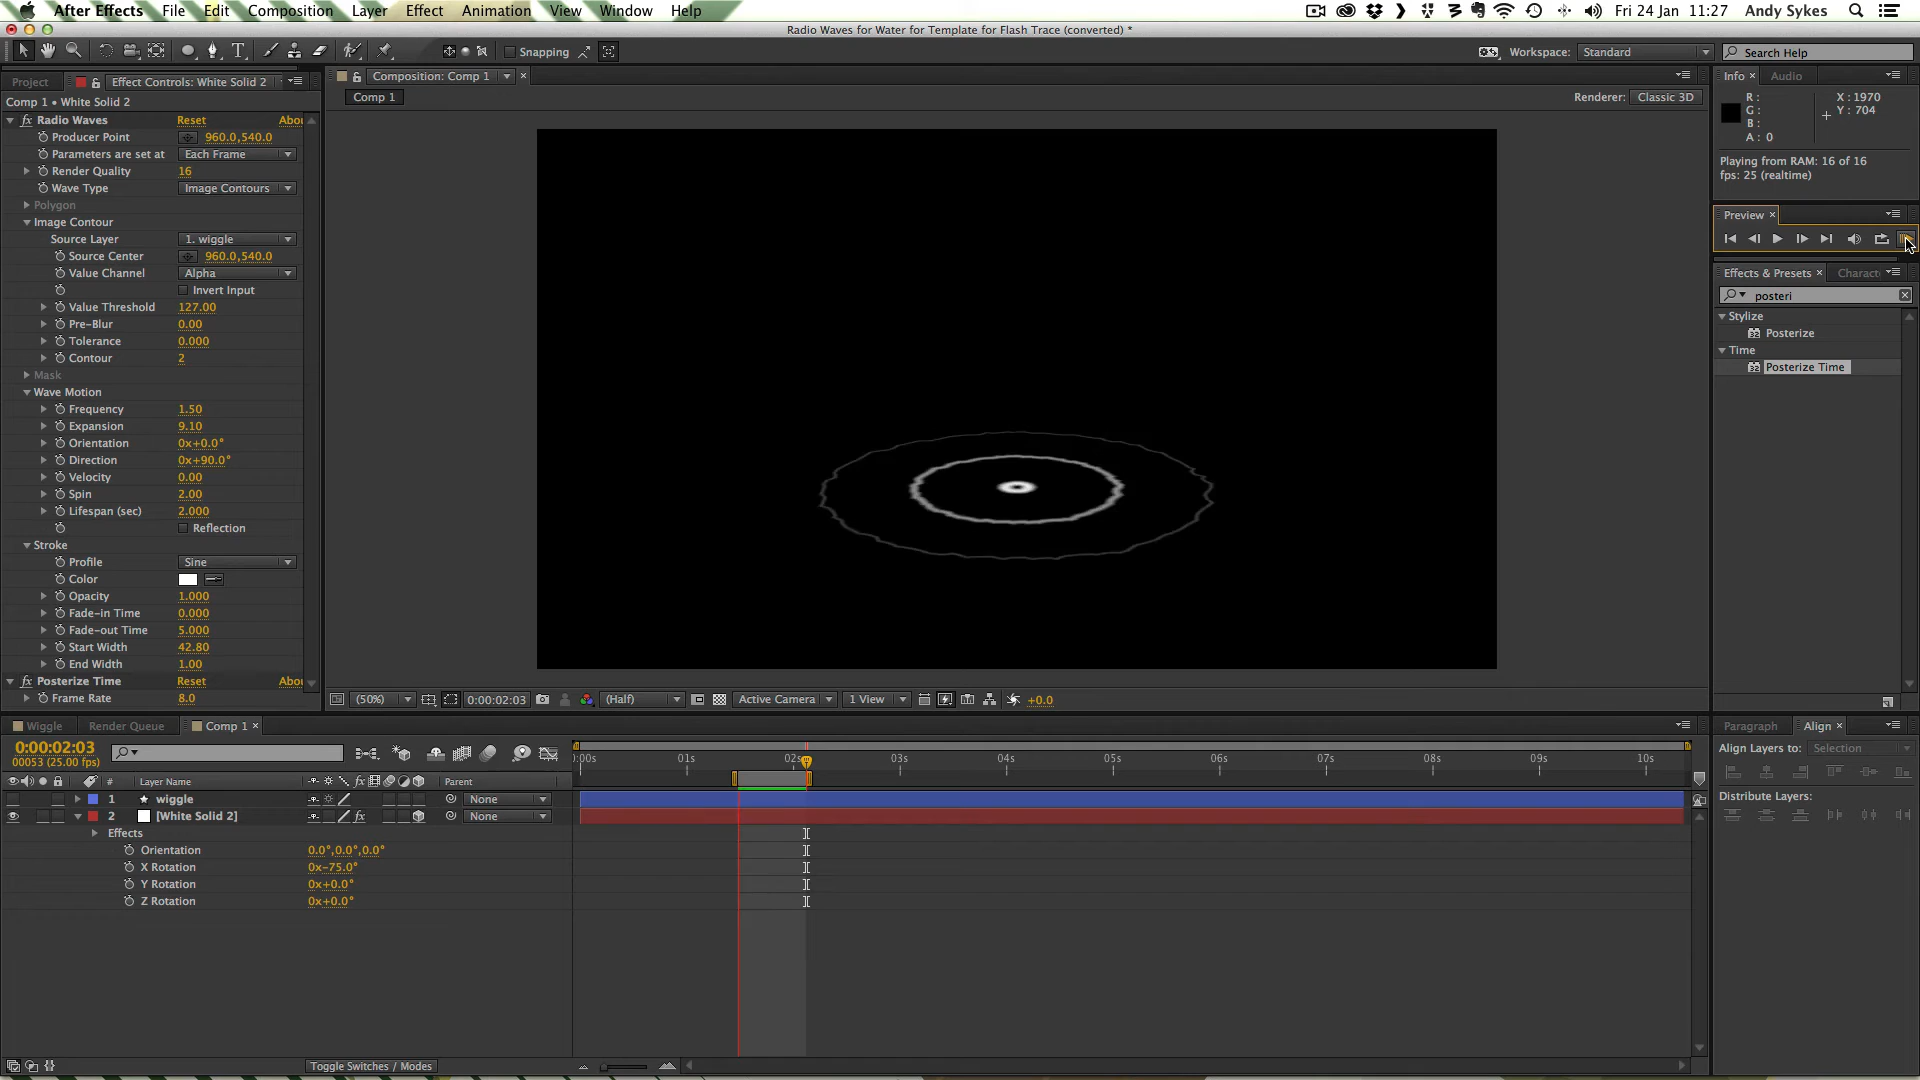 After Effects File Edit Composition Layer Effect Animation View Window Help Fri 24 Jan 11:27 Andy Sykes
Radio Waves for Water for Template for Flash Trace (converted) *
T Snapping Workspace: Standard Search Help
Project Effect Controls: White Solid 2
Comp 1 • White Solid 2
fx Radio Waves Reset Abou
Producer Point 960.0,540.0
Parameters are set at Each Frame
Render Quality 16
Wave Type Image Contours
Polygon
Image Contour
Source Layer 1. wiggle
Source Center 960.0,540.0
Value Channel Alpha
Invert Input
Value Threshold 127.00
Pre-Blur 0.00
Tolerance 0.000
Contour 2
Mask
Wave Motion
Frequency 1.50
Expansion 9.10
Orientation 0x+0.0°
Direction 0x+90.0°
Velocity 0.00
Spin 2.00
Lifespan (sec) 2.000
Reflection
Stroke
Profile Sine
Color
Opacity 1.000
Fade-in Time 0.000
Fade-out Time 5.000
Start Width 42.80
End Width 1.00
fx Posterize Time Reset Abou
Frame Rate 8.0
Composition: Comp 1
Comp 1 Renderer: Classic 3D
(50%) 0:00:02:03 (Half) Active Camera 1 View +0.0
Info Audio
R : X : 1970
G : Y : 704
B :
A : 0
Playing from RAM: 16 of 16
fps: 25 (realtime)
Preview
Effects & Presets Charact
posteri
Stylize
32 Posterize
Time
32 Posterize Time
Wiggle Render Queue Comp 1
0:00:02:03
00053 (25.00 fps)
:00s 01s 02s 03s 04s 05s 06s 07s 08s 09s 10s
# Layer Name fx Parent
1 wiggle None
2 [White Solid 2] fx None
Effects
Orientation 0.0°,0.0°,0.0°
X Rotation 0x-75.0°
Y Rotation 0x+0.0°
Z Rotation 0x+0.0°
Toggle Switches / Modes
Paragraph Align
Align Layers to: Selection
Distribute Layers: